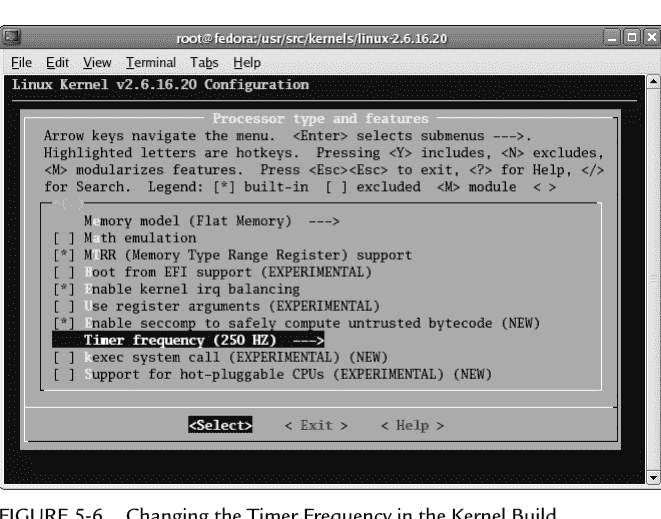 root@fedora:/usr/src/kernels/linux-2.6.16.20
File Edit View Terminal Tabs Help
Linux Kernel v2.6.16.20 Configuration
Processor type and features
Arrow keys navigate the menu. <Enter> selects submenus --->.
Highlighted letters are hotkeys. Pressing <Y> includes, <N> excludes,
<M> modularizes features. Press <Esc><Esc> to exit, <?> for Help, </>
for Search. Legend: [*] built-in [ ] excluded <M> module < >
^(-)
Memory model (Flat Memory) --->
[ ] Math emulation
[*] MTRR (Memory Type Range Register) support
[ ] Boot from EFI support (EXPERIMENTAL)
[*] Enable kernel irq balancing
[ ] Use register arguments (EXPERIMENTAL)
[*] Enable seccomp to safely compute untrusted bytecode (NEW)
Timer frequency (250 HZ) --->
[ ] kexec system call (EXPERIMENTAL) (NEW)
[ ] Support for hot-pluggable CPUs (EXPERIMENTAL) (NEW)
<Select> < Exit > < Help >
FIGURE 5-6 Changing the Timer Frequency in the Kernel Build